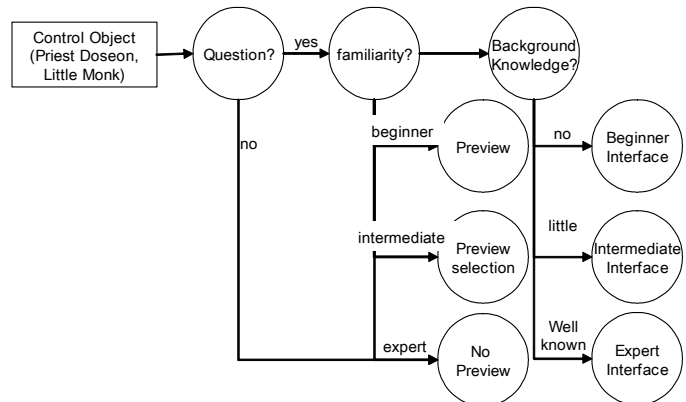 Control Object
(Priest Doseon,
Little Monk)
Question?
yes
familiarity?
Background
Knowledge?
no
beginner
Preview
no
Beginner
Interface
intermediate
Preview
selection
little
Intermediate
Interface
expert
No
Preview
Well
known
Expert
Interface